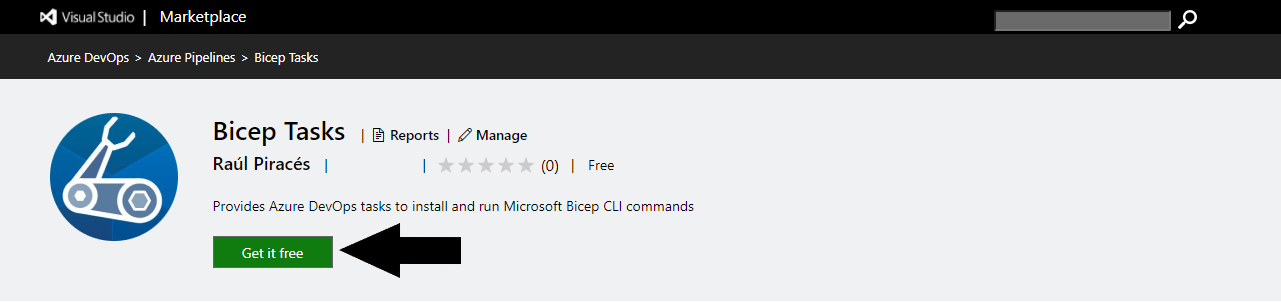 Visual Studio | Marketplace
Azure DevOps > Azure Pipelines > Bicep Tasks
Bicep Tasks | Reports | Manage
Raúl Piracés | | (0) | Free
Provides Azure DevOps tasks to install and run Microsoft Bicep CLI commands
Get it free